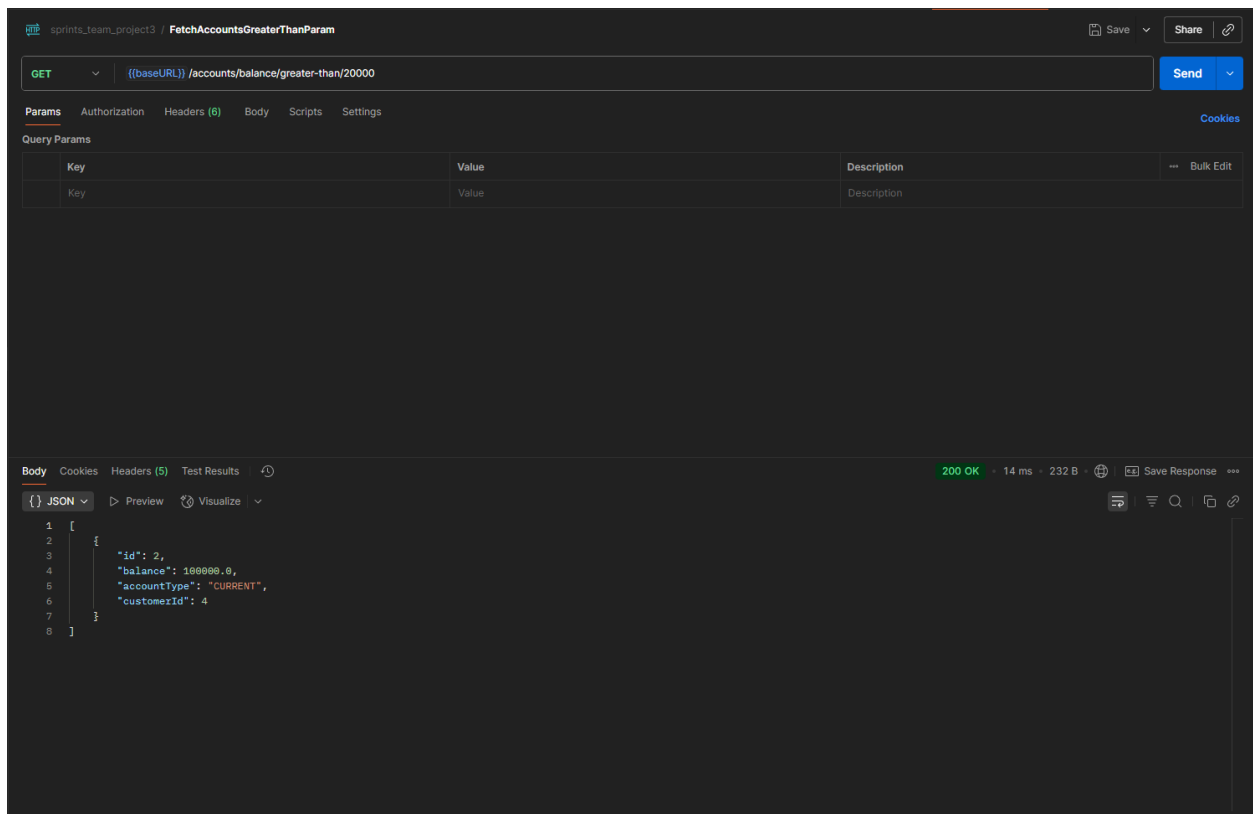 HTTP sprints_team_project3 / FetchAccountsGreaterThanParam Save Share
GET {{baseURL}} /accounts/balance/greater-than/20000 Send
Params Authorization Headers (6) Body Scripts Settings Cookies
Query Params
Key Value Description ••• Bulk Edit
Key Value Description
Body Cookies Headers (5) Test Results 200 OK • 14 ms • 232 B • e.g. Save Response •••
{} JSON Preview Visualize
1 [
2 {
3 "id": 2,
4 "balance": 100000.0,
5 "accountType": "CURRENT",
6 "customerId": 4
7 }
8 ]